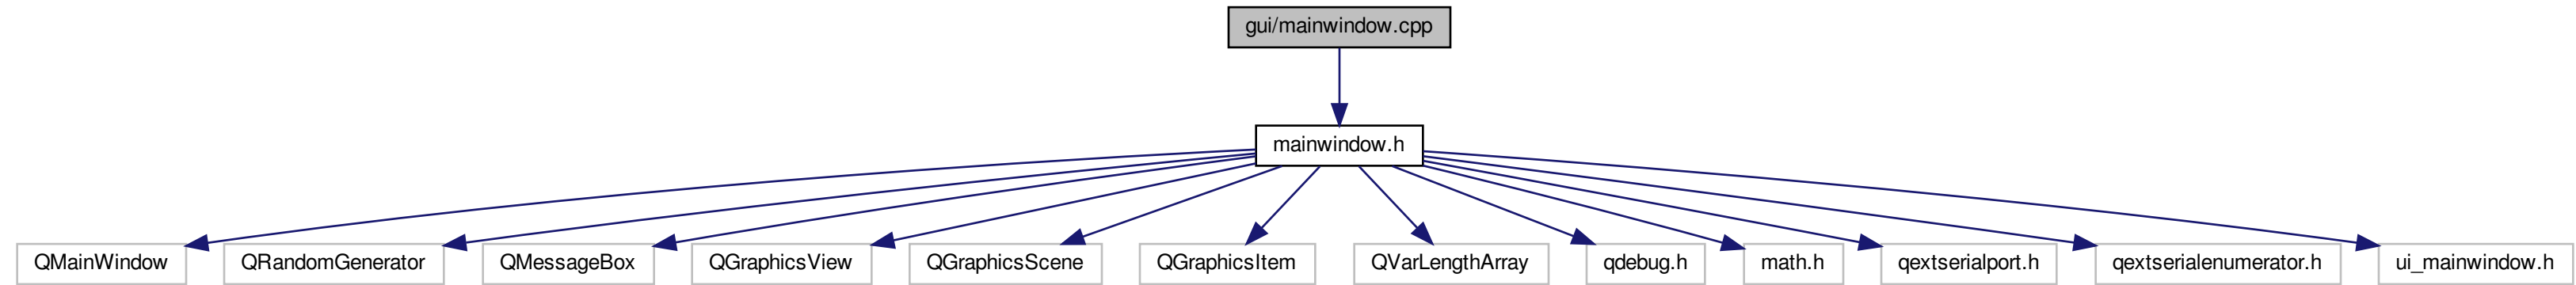 gui/mainwindow.cpp
mainwindow.h
QMainWindow
QRandomGenerator
QMessageBox
QGraphicsView
QGraphicsScene
QGraphicsItem
QVarLengthArray
qdebug.h
math.h
qextserialport.h
qextserialenumerator.h
ui_mainwindow.h